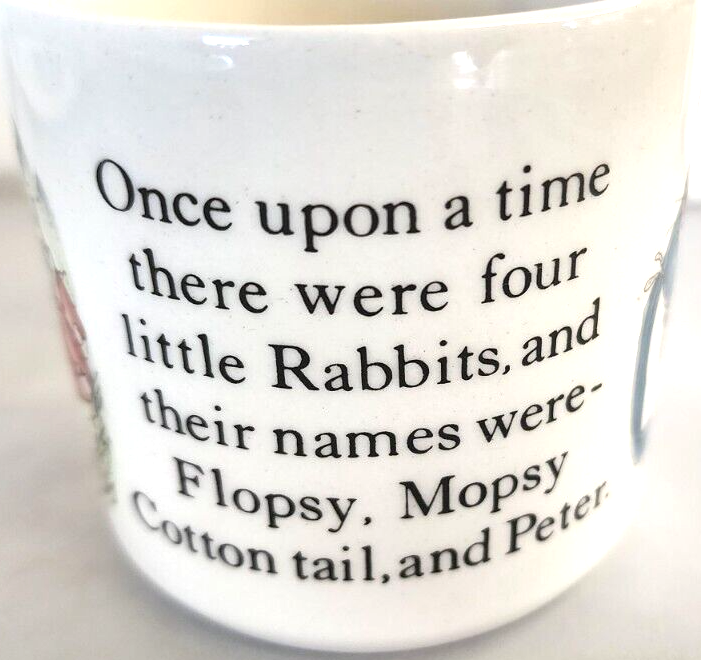 Once upon a time
there were four
little Rabbits, and
their names were-
Flopsy, Mopsy
Cotton tail, and Peter.